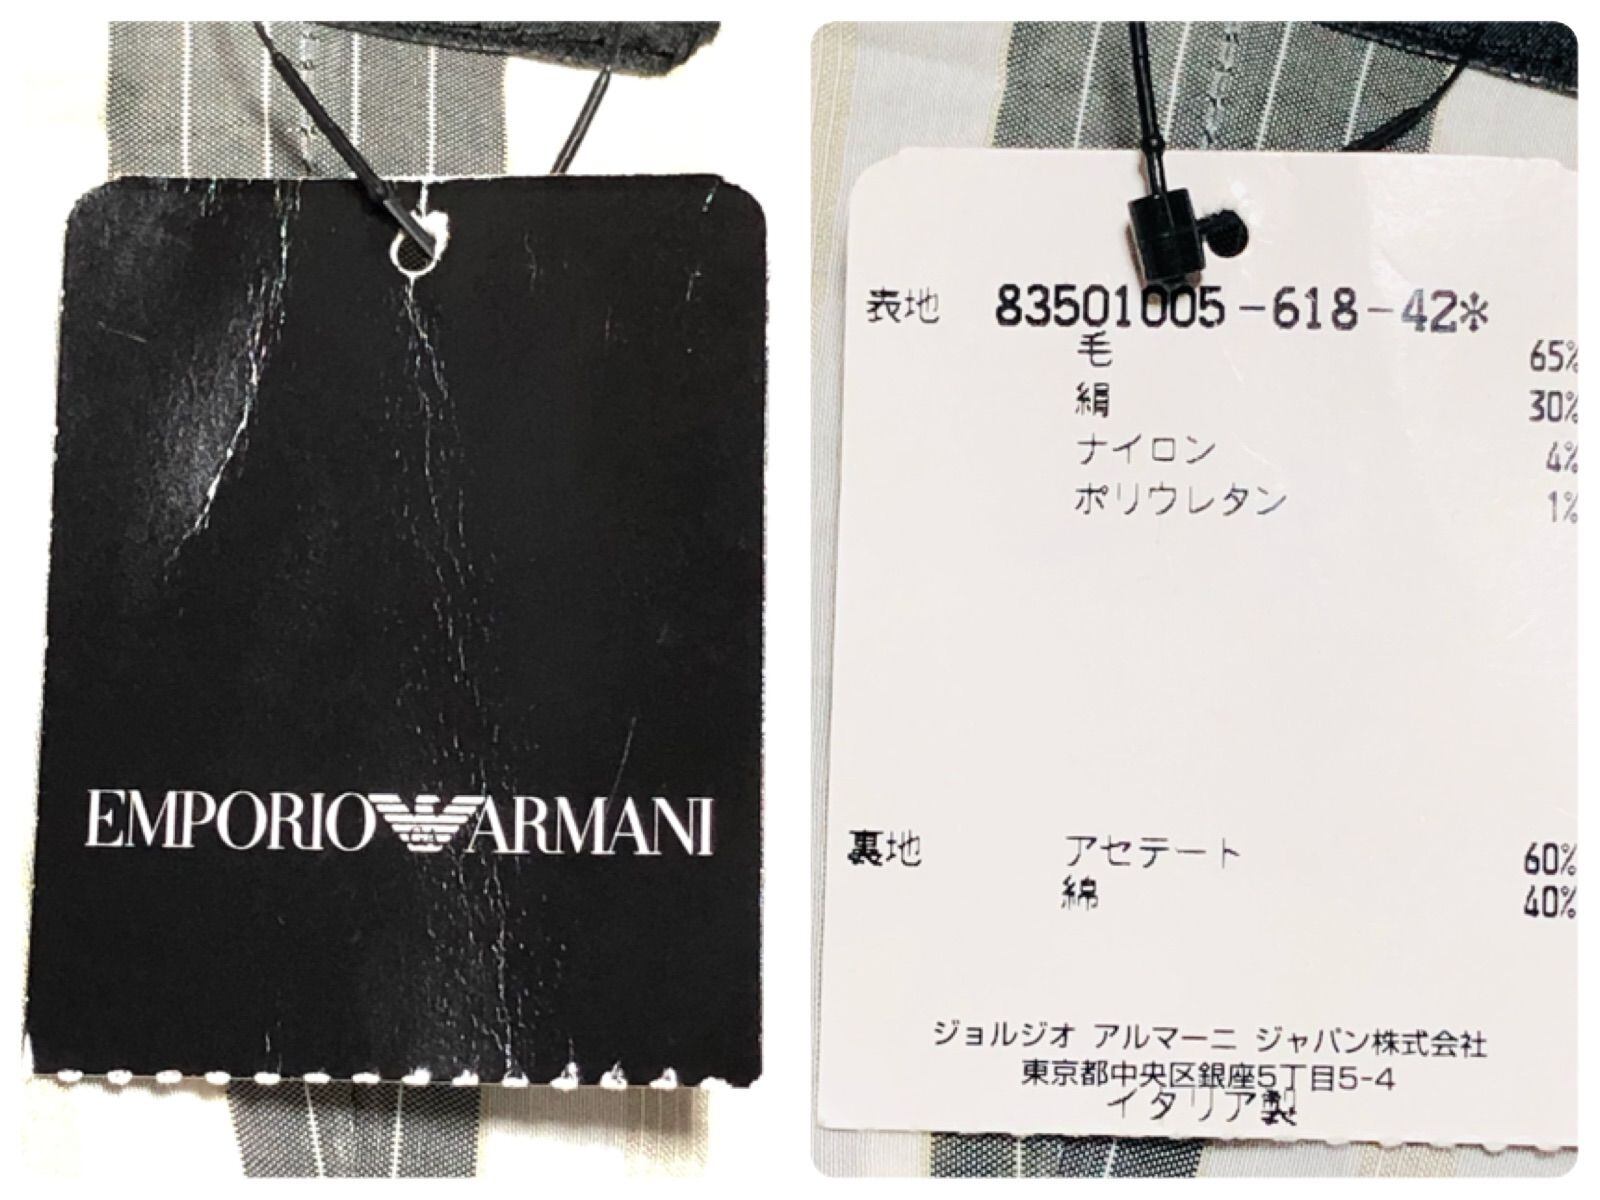 EMPORIO GA ARMANI
表地 83501005-618-42*
毛 65%
絹 30%
ナイロン 4%
ポリウレタン 1%
裏地 アセテート 60%
綿 40%
ジョルジオ アルマーニ ジャパン株式会社
東京都中央区銀座5丁目5-4
イタリア製